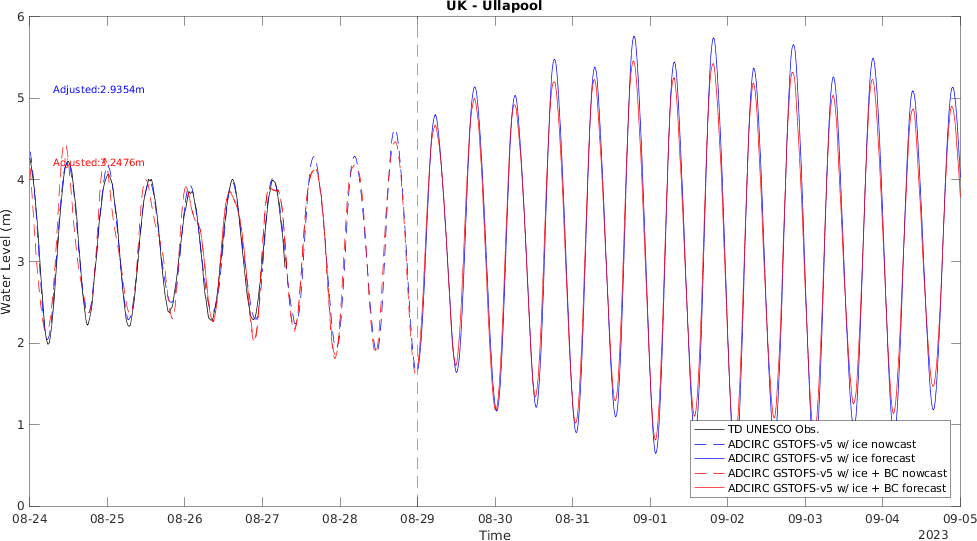 UK - Ullapool
6
5
4
3
2
1
0
Water Level (m)
Adjusted:2.9354m
Adjusted:3.2476m
TD UNESCO Obs.
ADCIRC GSTOFS-v5 w/ ice nowcast
ADCIRC GSTOFS-v5 w/ ice forecast
ADCIRC GSTOFS-v5 w/ ice + BC nowcast
ADCIRC GSTOFS-v5 w/ ice + BC forecast
08-24 08-25 08-26 08-27 08-28 08-29 08-30 08-31 09-01 09-02 09-03 09-04 09-05
Time
2023